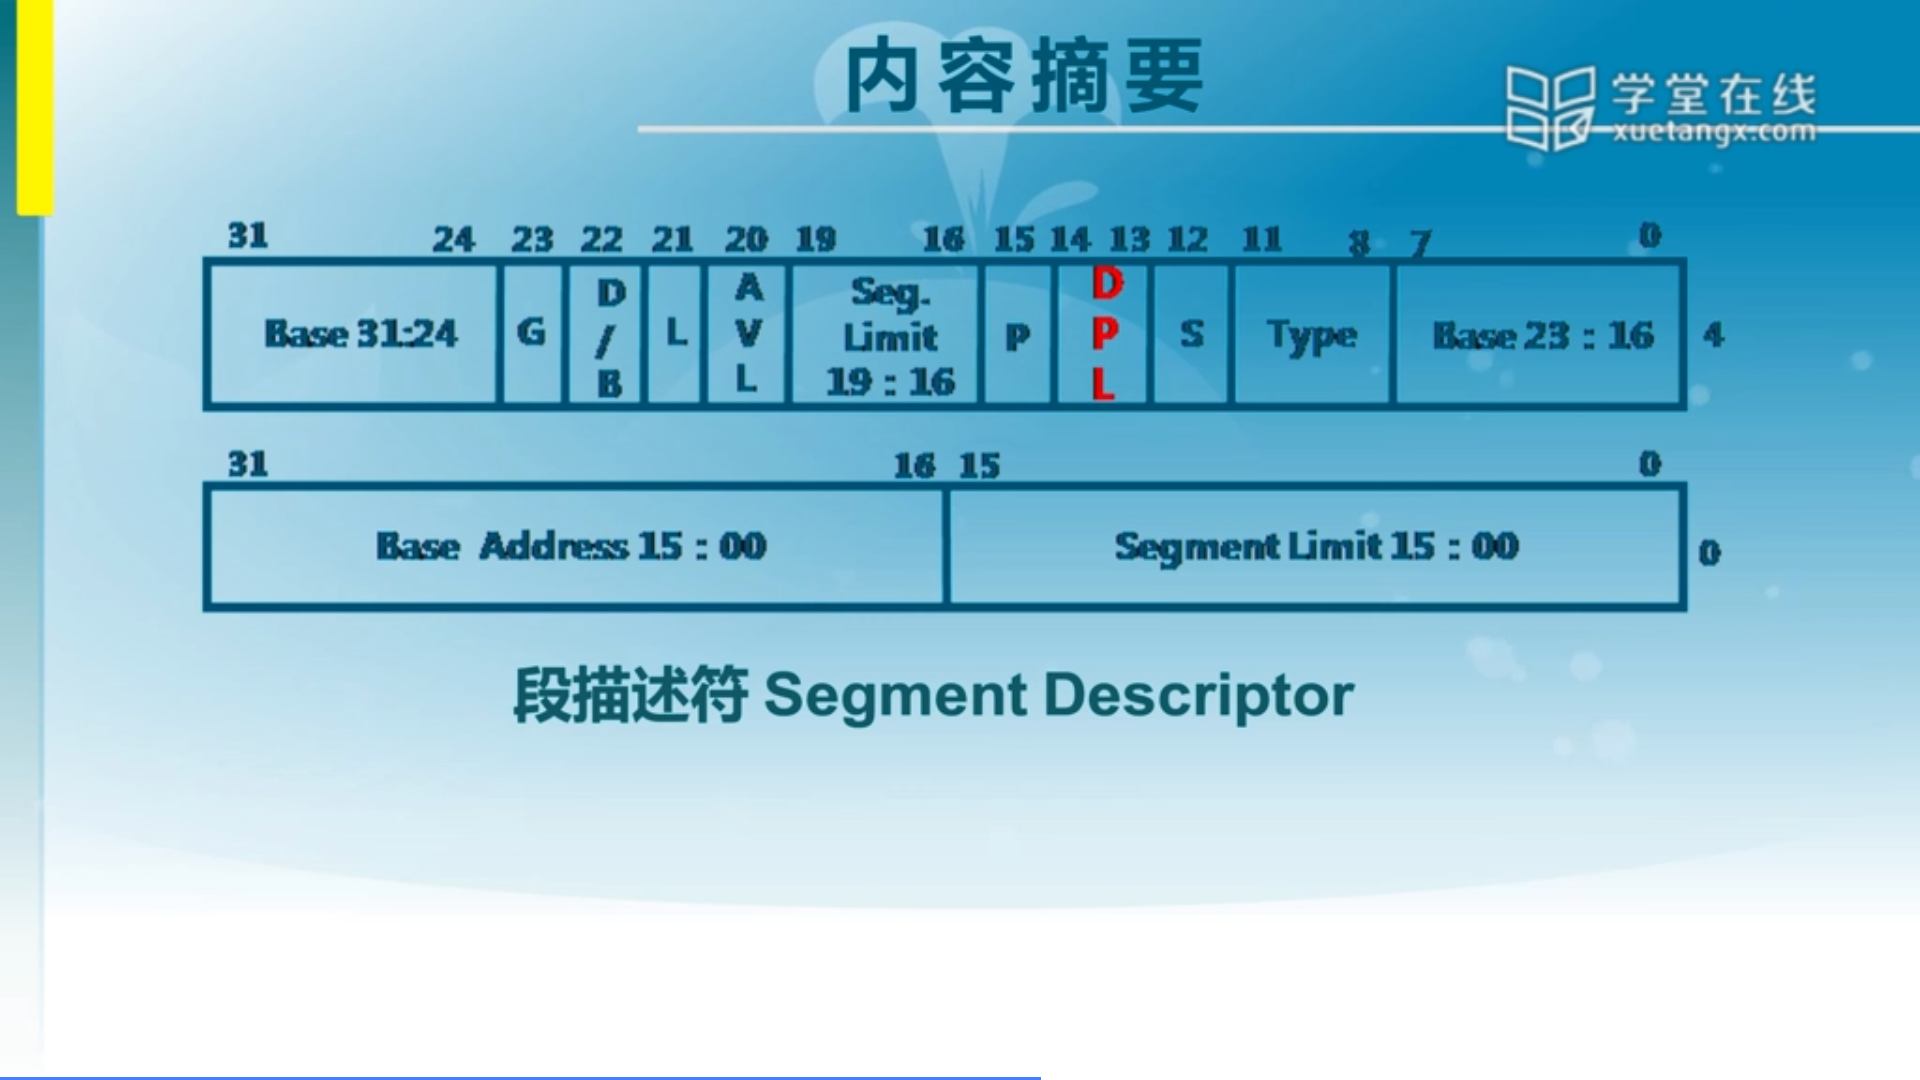 内容摘要
学堂在线
xuetangx.com
31 24 23 22 21 20 19 16 15 14 13 12 11 8 7 0
Base 31:24 G D/B L AVL Seg. Limit 19 : 16 P DPL S Type Base 23 : 16 4
31 16 15 0
Base Address 15 : 00 Segment Limit 15 : 00 0
段描述符 Segment Descriptor